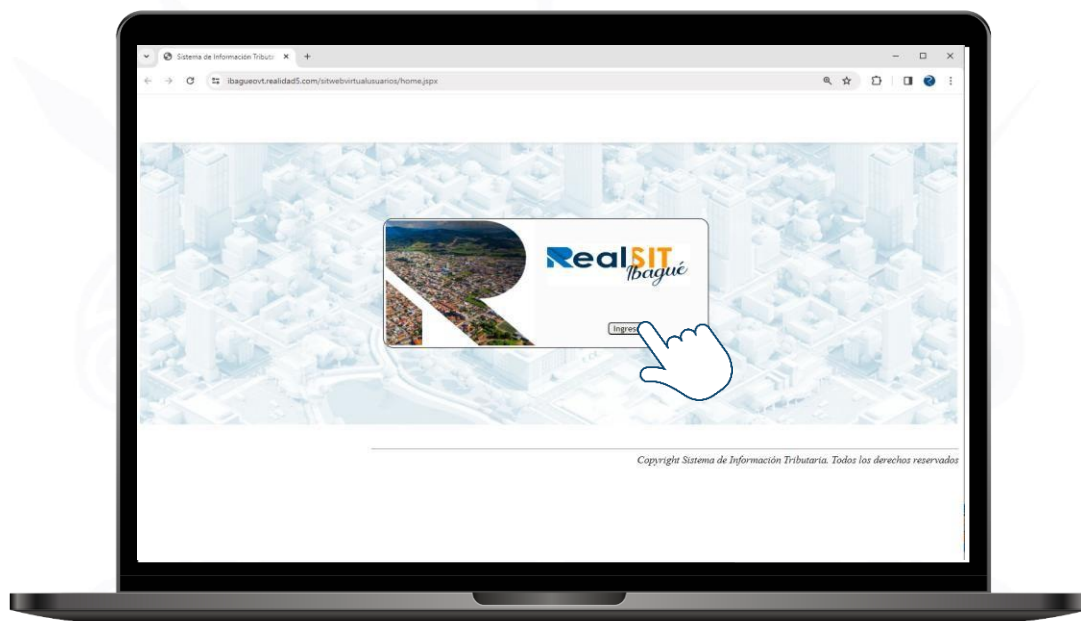 Sistema de Información Tributa
ibagueovt.realidad5.com/sitwebvirtualusuarios/home.jspx
RealSIT
Ibagué
Ingres
Copyright Sistema de Información Tributaria. Todos los derechos reservados